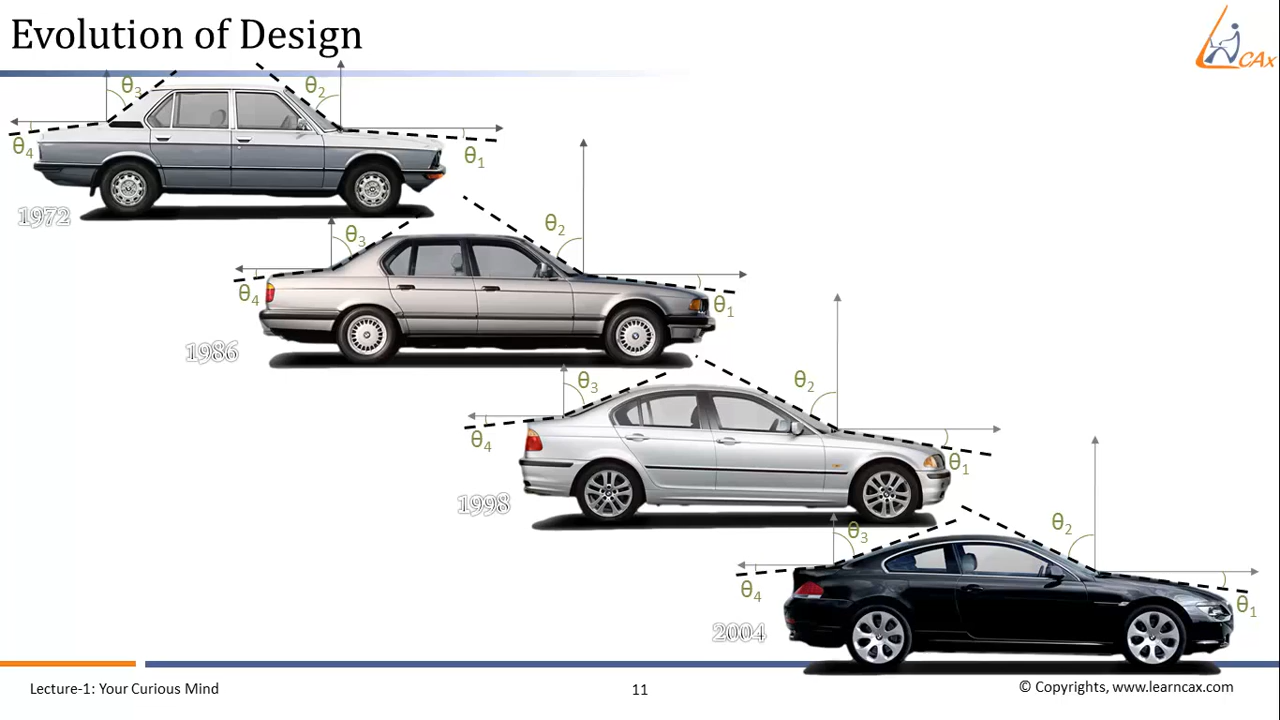 Evolution of Design
CAx
θ3
θ2
θ4
θ1
1972
θ3
θ2
θ4
θ1
1986
θ3
θ2
θ4
θ1
1998
θ3
θ2
θ4
θ1
2004
Lecture-1: Your Curious Mind
11
© Copyrights, www.learncax.com